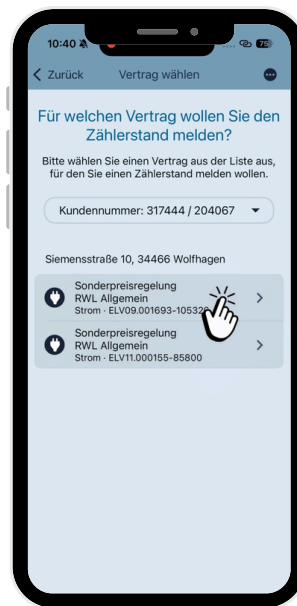 10:40
75
Zurück
Vertrag wählen
Für welchen Vertrag wollen Sie den
Zählerstand melden?
Bitte wählen Sie einen Vertrag aus der Liste aus,
für den Sie einen Zählerstand melden wollen.
Kundennummer: 317444 / 204067
Siemensstraße 10, 34466 Wolfhagen
Sonderpreisregelung
RWL Allgemein
Strom · ELV09.001693-105320
Sonderpreisregelung
RWL Allgemein
Strom · ELV11.000155-85800